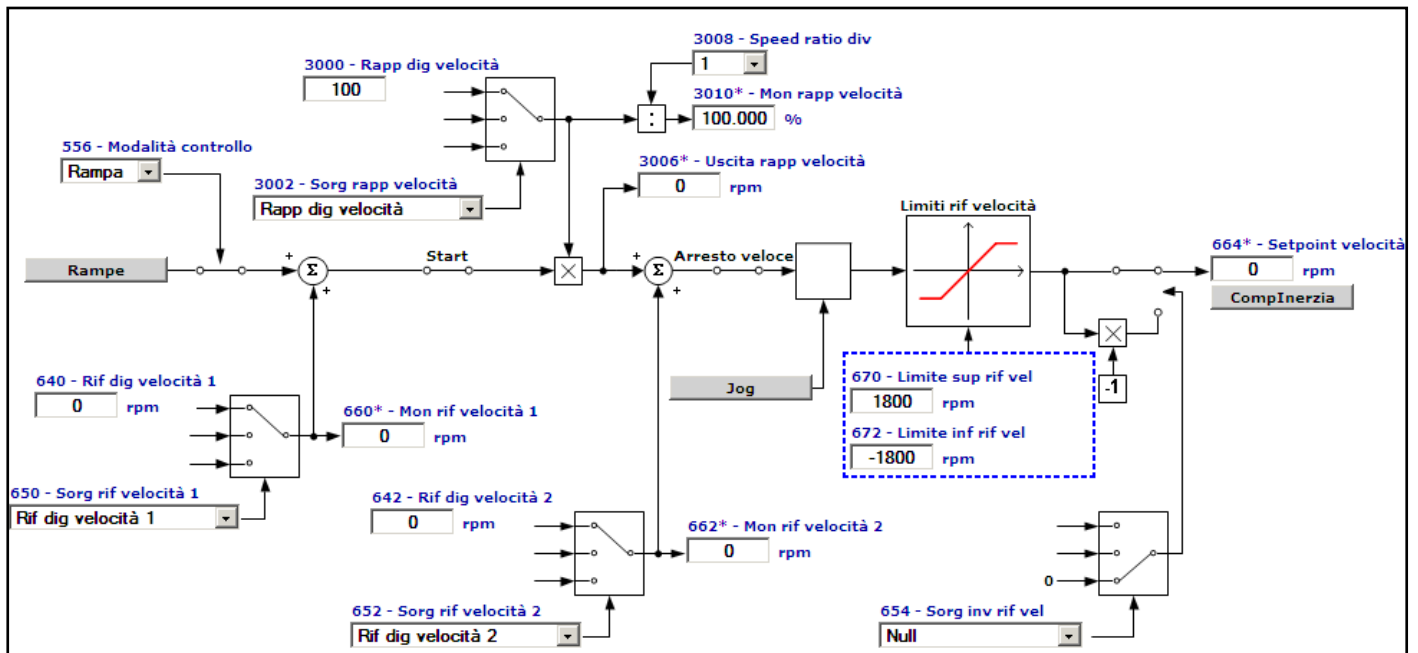 3008 - Speed ratio div
1
3000 - Rapp dig velocità
100
:
3010* - Mon rapp velocità
100.000 %
556 - Modalità controllo
Rampa
3006* - Uscita rapp velocità
0 rpm
3002 - Sorg rapp velocità
Rapp dig velocità
Limiti rif velocità
664* - Setpoint velocità
0 rpm
CompInerzia
Rampe
+
Σ
+
Start
×
+
Σ
+
Arresto veloce
×
-1
Jog
670 - Limite sup rif vel
1800 rpm
672 - Limite inf rif vel
-1800 rpm
640 - Rif dig velocità 1
0 rpm
660* - Mon rif velocità 1
0 rpm
650 - Sorg rif velocità 1
Rif dig velocità 1
642 - Rif dig velocità 2
0 rpm
662* - Mon rif velocità 2
0 rpm
652 - Sorg rif velocità 2
Rif dig velocità 2
0
654 - Sorg inv rif vel
Null